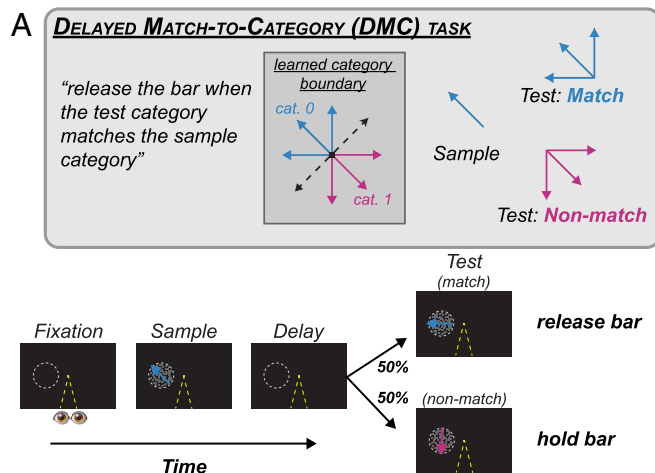 A
DELAYED MATCH-TO-CATEGORY (DMC) TASK
“release the bar when
the test category
matches the sample
category”
learned category
boundary
cat. 0
cat. 1
Sample
Test: Match
Test: Non-match
Fixation
Sample
Delay
Test
(match)
release bar
50%
50%
(non-match)
hold bar
Time